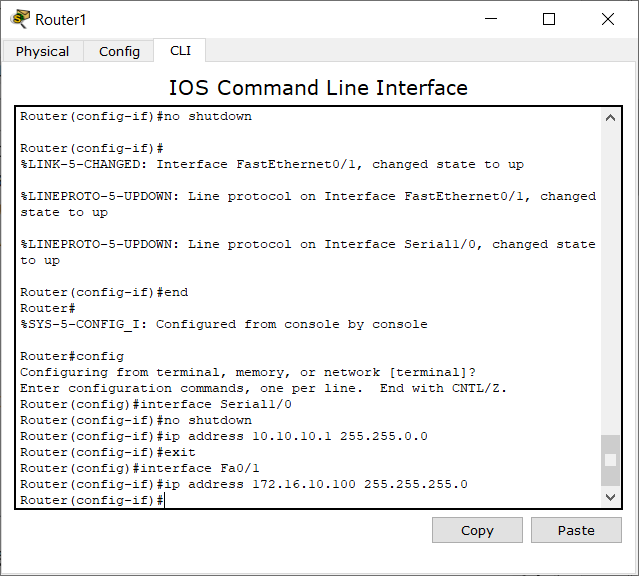 Router1
Physical Config CLI
IOS Command Line Interface
Router(config-if)#no shutdown
Router(config-if)#
%LINK-5-CHANGED: Interface FastEthernet0/1, changed state to up
%LINEPROTO-5-UPDOWN: Line protocol on Interface FastEthernet0/1, changed
state to up
%LINEPROTO-5-UPDOWN: Line protocol on Interface Serial1/0, changed state
to up
Router(config-if)#end
Router#
%SYS-5-CONFIG_I: Configured from console by console
Router#config
Configuring from terminal, memory, or network [terminal]?
Enter configuration commands, one per line.  End with CNTL/Z.
Router(config)#interface Serial1/0
Router(config-if)#no shutdown
Router(config-if)#ip address 10.10.10.1 255.255.0.0
Router(config-if)#exit
Router(config)#interface Fa0/1
Router(config-if)#ip address 172.16.10.100 255.255.255.0
Router(config-if)#
Copy Paste